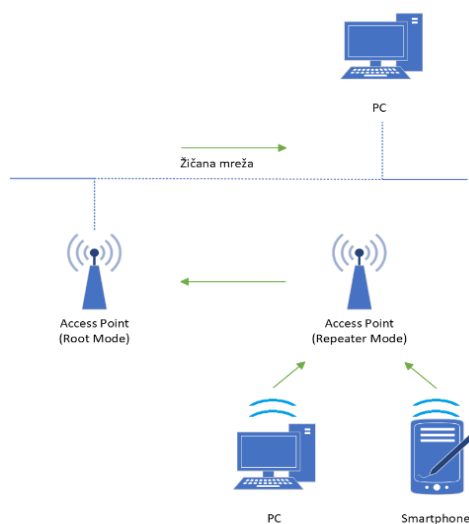 PC
Žičana mreža
Access Point
(Root Mode)
Access Point
(Repeater Mode)
PC
Smartphone